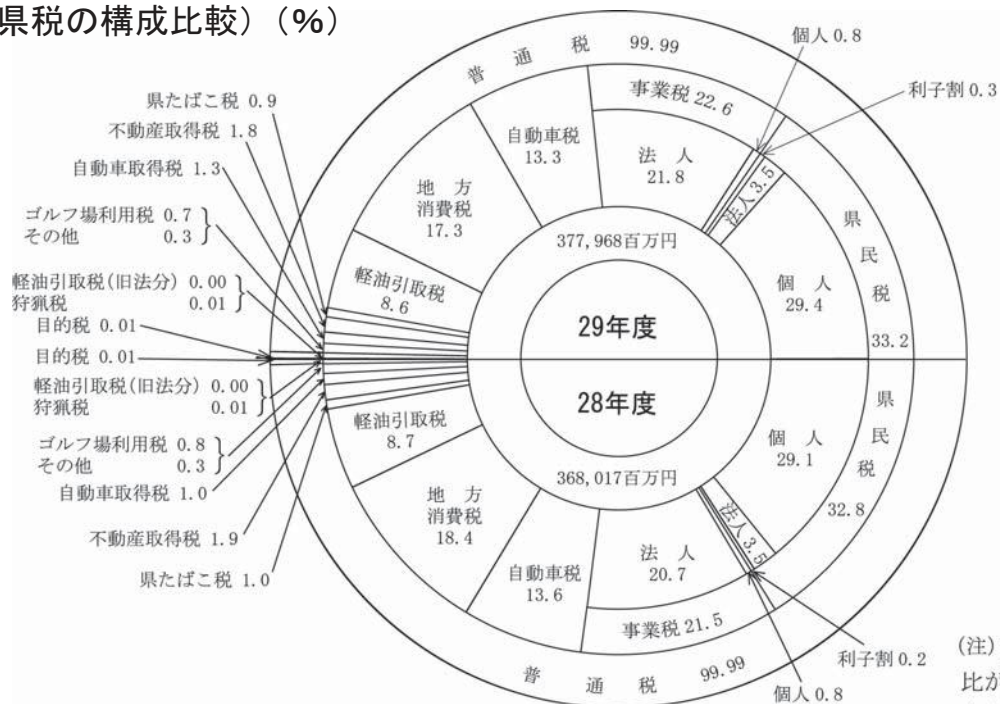 県税の構成比較）（％）
普通税 99.99
個人 0.8
利子割 0.3
事業税 22.6
法人
21.8
法人 3.5
県民税
33.2
個人
29.4
自動車税
13.3
地方
消費税
17.3
軽油引取税
8.6
県たばこ税 0.9
不動産取得税 1.8
自動車取得税 1.3
ゴルフ場利用税 0.7
その他 0.3
軽油引取税(旧法分) 0.00
狩猟税 0.01
目的税 0.01
377,968百万円
29年度
28年度
368,017百万円
目的税 0.01
軽油引取税(旧法分) 0.00
狩猟税 0.01
ゴルフ場利用税 0.8
その他 0.3
自動車取得税 1.0
不動産取得税 1.9
県たばこ税 1.0
軽油引取税
8.7
地方
消費税
18.4
自動車税
13.6
法人
20.7
事業税 21.5
個人
29.1
県民税
32.8
法人 3.5
利子割 0.2
個人 0.8
普通税 99.99
（注）
比が